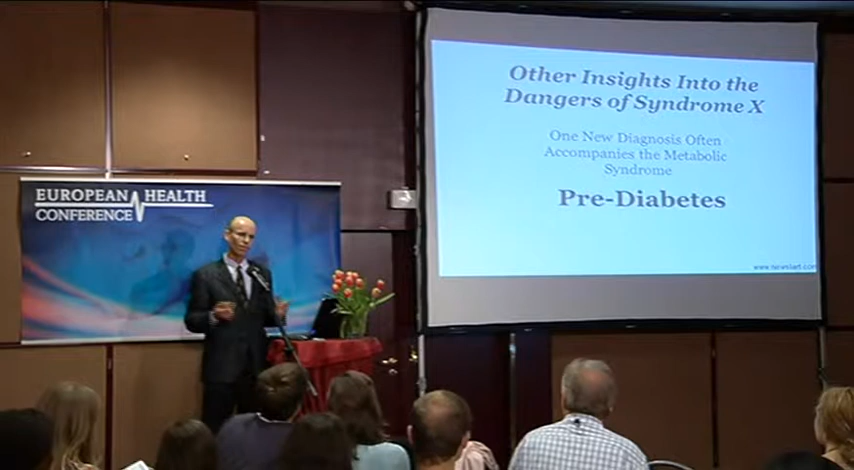 EUROPEAN HEALTH
CONFERENCE
Other Insights Into the
Dangers of Syndrome X
One New Diagnosis Often
Accompanies the Metabolic
Syndrome
Pre-Diabetes
www.newstart.com